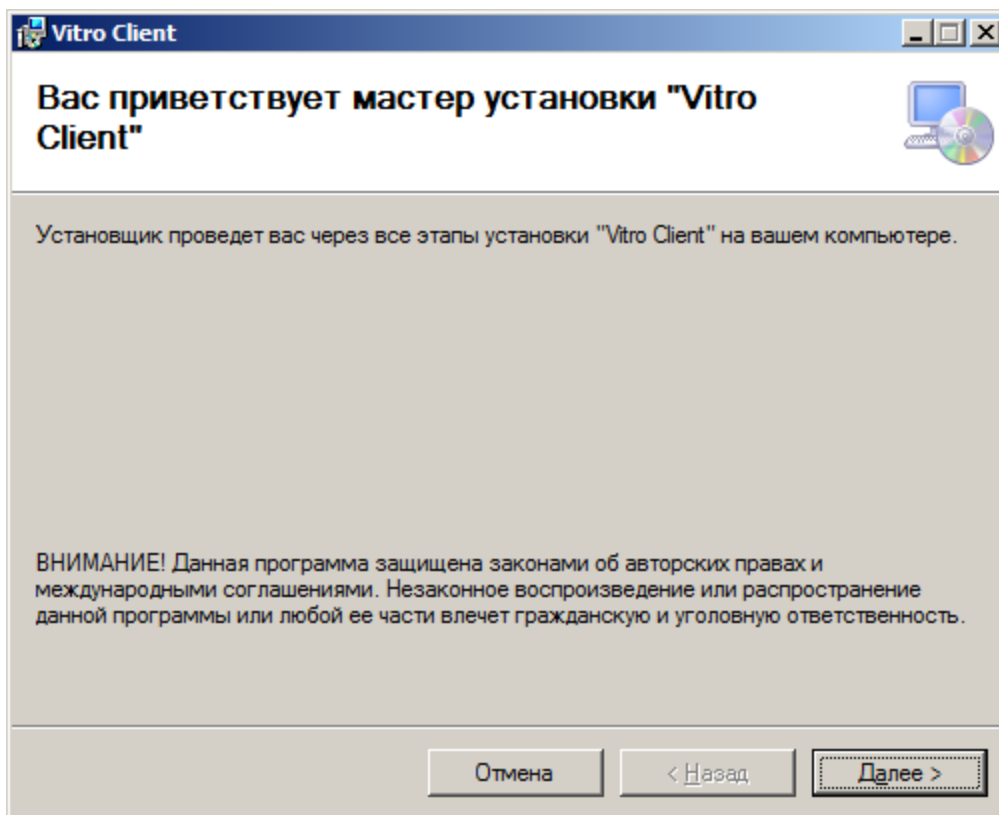 Vitro Client
Вас приветствует мастер установки "Vitro
Client"
Установщик проведет вас через все этапы установки "Vitro Client" на вашем компьютере.
ВНИМАНИЕ! Данная программа защищена законами об авторских правах и
международными соглашениями. Незаконное воспроизведение или распространение
данной программы или любой ее части влечет гражданскую и уголовную ответственность.
Отмена
< Назад
Далее >